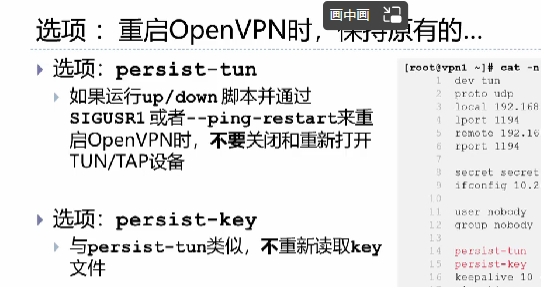 选项：重启OpenVPN时，保持原有的...
画中画
选项：persist-tun
如果运行up/down 脚本并通过
SIGUSR1 或者--ping-restart来重
启OpenVPN时，不要关闭和重新打开
TUN/TAP设备
选项：persist-key
与persist-tun类似，不重新读取key
文件
[root@vpn1 ~]# cat -n
1 dev tun
2 proto udp
3 local 192.168
4 lport 1194
5 remote 192.16
6 rport 1194
7
8 secret secret
9 ifconfig 10.2
10
11 user nobody
12 group nobody
13
14 persist-tun
15 persist-key
16 keepalive 10